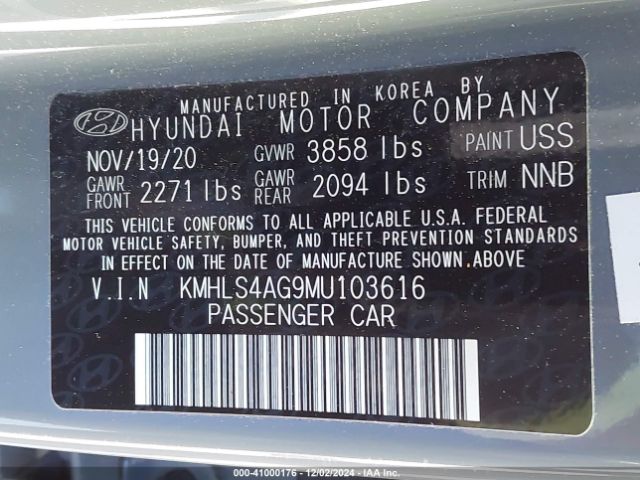 MANUFACTURED IN KOREA BY
HYUNDAI MOTOR COMPANY
NOV/19/20 GVWR 3858 lbs PAINT USS
GAWR FRONT 2271 lbs GAWR REAR 2094 lbs TRIM NNB
THIS VEHICLE CONFORMS TO ALL APPLICABLE U.S.A. FEDERAL
MOTOR VEHICLE SAFETY, BUMPER, AND THEFT PREVENTION STANDARDS
IN EFFECT ON THE DATE OF MANUFACTURE SHOWN ABOVE
V.I.N KMHLS4AG9MU103616
PASSENGER CAR
000-41000176 - 12/02/2024 - IAA Inc.